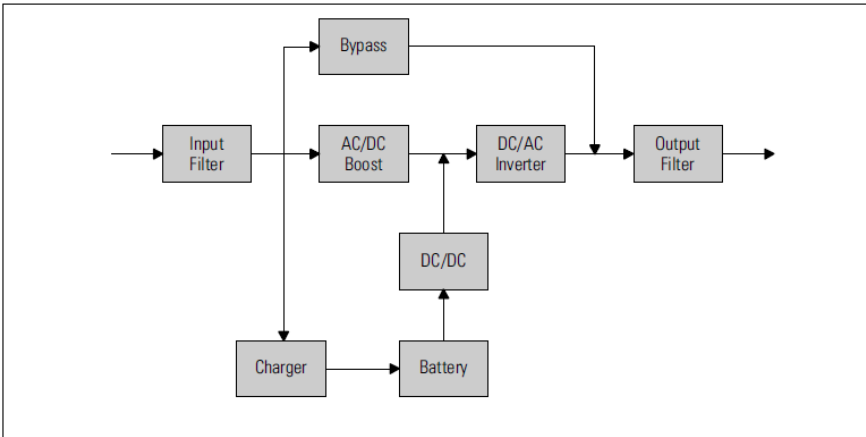 Bypass
Input
Filter
AC/DC
Boost
DC/AC
Inverter
Output
Filter
DC/DC
Charger
Battery